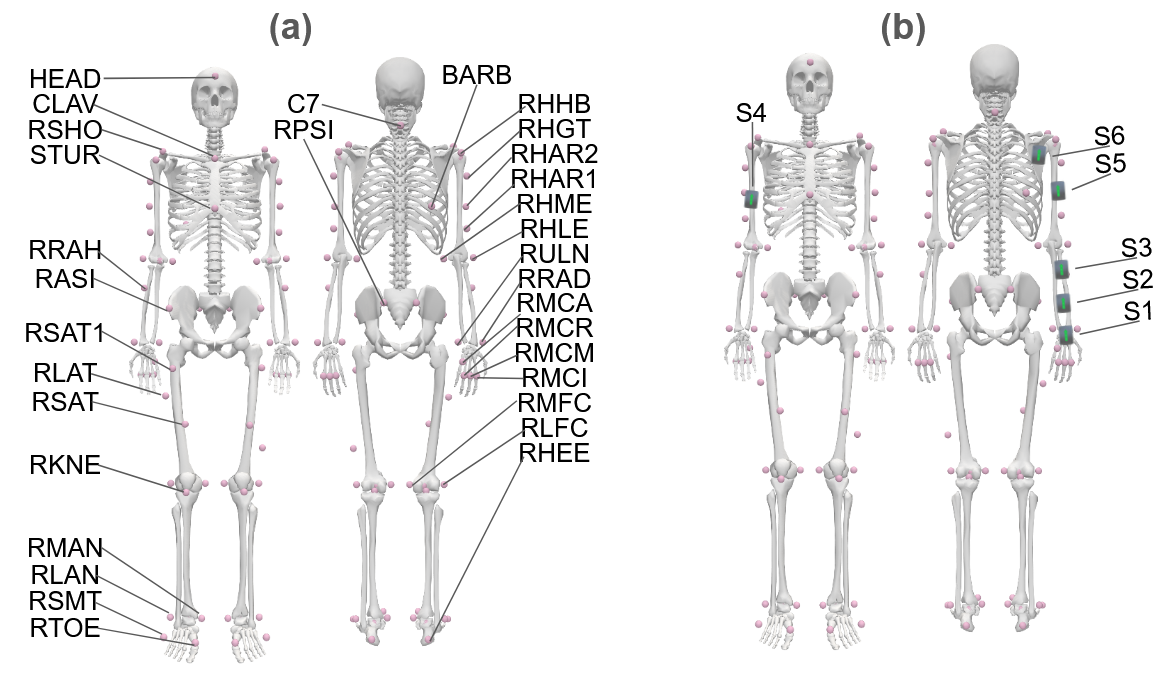 (a)
HEAD
CLAV
RSHO
STUR
RRAH
RASI
RSAT1
RLAT
RSAT
RKNE
RMAN
RLAN
RSMT
RTOE
C7
RPSI
BARB
RHHB
RHGT
RHAR2
RHAR1
RHME
RHLE
RULN
RRAD
RMCA
RMCR
RMCM
RMCI
RMFC
RLFC
RHEE
(b)
S4
S6
S5
S3
S2
S1